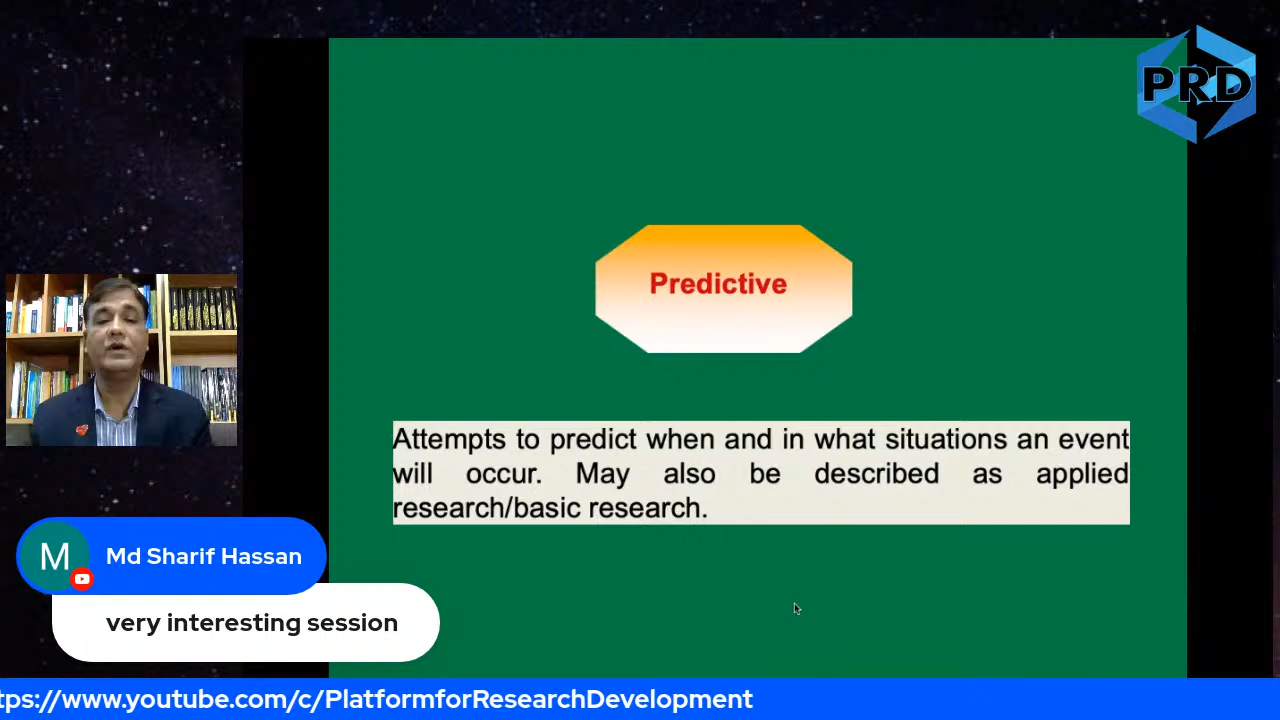 PRD
Predictive
Attempts to predict when and in what situations an event
will occur. May also be described as applied
research/basic research.
M
Md Sharif Hassan
very interesting session
tps://www.youtube.com/c/PlatformforResearchDevelopment